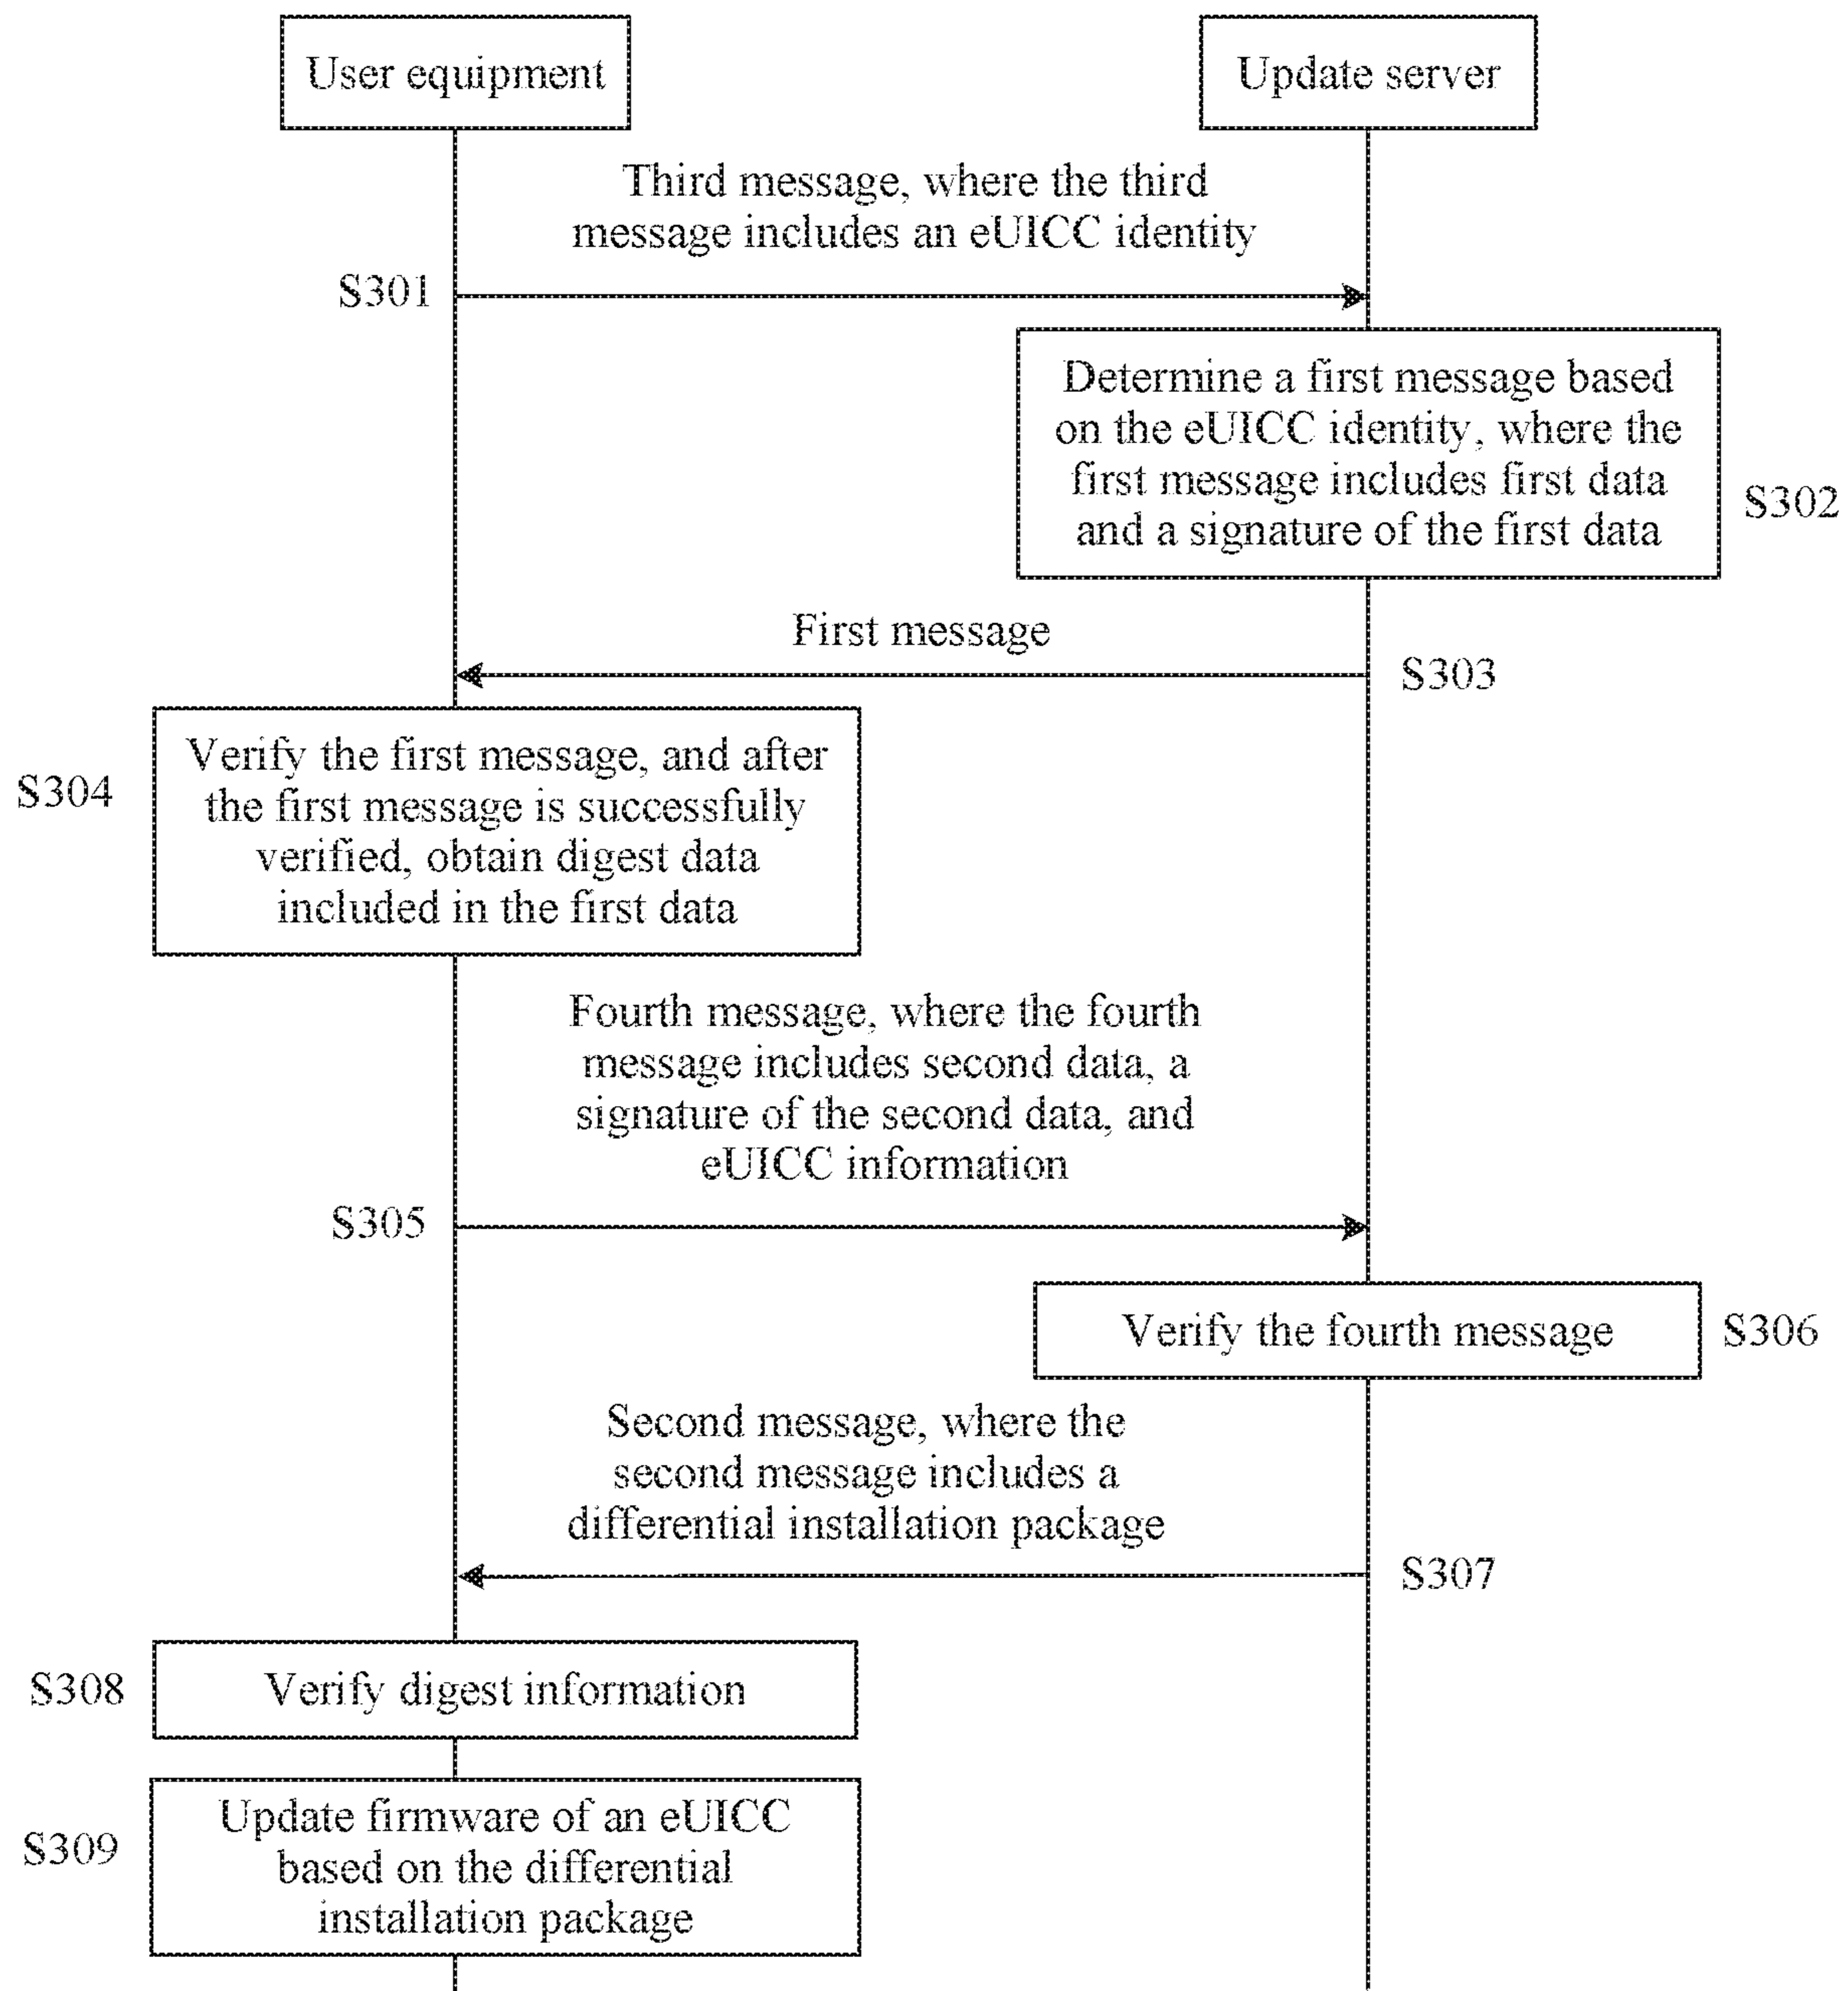 User equipment
Update server
Third message, where the third
message includes an eUICC identity
S301
Determine a first message based
on the eUICC identity, where the
first message includes first data
and a signature of the first data
S302
First message
S303
Verify the first message, and after
the first message is successfully
verified, obtain digest data
included in the first data
S304
Fourth message, where the fourth
message includes second data, a
signature of the second data, and
eUICC information
S305
Verify the fourth message
S306
Second message, where the
second message includes a
differential installation package
S307
S308
Verify digest information
Update firmware of an eUICC
based on the differential
installation package
S309